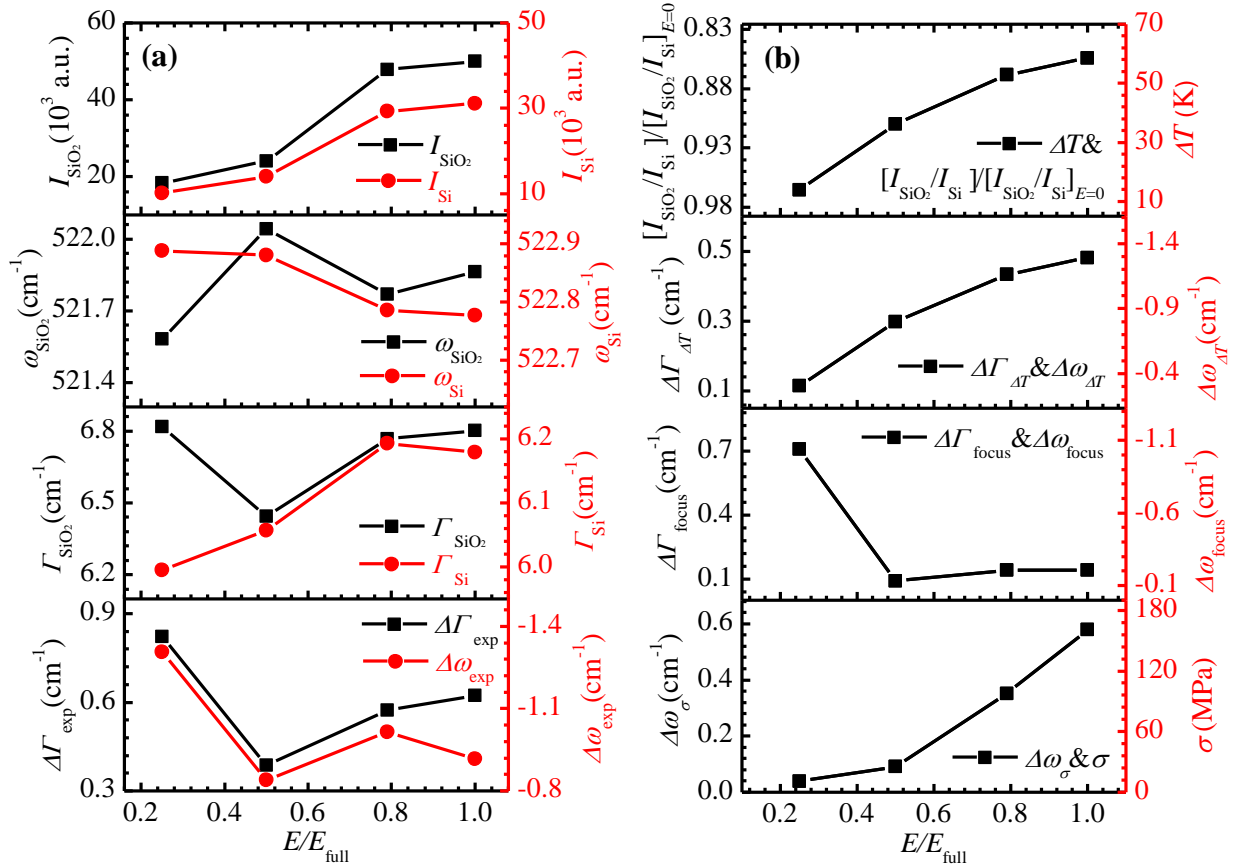 (a)
60
40
20
I_SiO₂ (10³ a.u.)
50
30
10
I_Si (10³ a.u.)
I_SiO₂
I_Si
522.0
521.7
521.4
ω_SiO₂ (cm⁻¹)
522.9
522.8
522.7
ω_Si (cm⁻¹)
ω_SiO₂
ω_Si
6.8
6.5
6.2
Γ_SiO₂ (cm⁻¹)
6.2
6.1
6.0
Γ_Si (cm⁻¹)
Γ_SiO₂
Γ_Si
0.9
0.6
0.3
ΔΓ_exp (cm⁻¹)
-1.4
-1.1
-0.8
Δω_exp (cm⁻¹)
ΔΓ_exp
Δω_exp
0.2 0.4 0.6 0.8 1.0
E/E_full
(b)
0.83
0.88
0.93
0.98
[I_SiO₂/I_Si]/[I_SiO₂/I_Si]_E=0
70
50
30
10
ΔT (K)
ΔT&
[I_SiO₂/I_Si ]/[I_SiO₂/I_Si]_E=0
0.5
0.3
0.1
ΔΓ_ΔT (cm⁻¹)
-1.4
-0.9
-0.4
Δω_ΔT (cm⁻¹)
ΔΓ_ΔT&Δω_ΔT
0.7
0.4
0.1
ΔΓ_focus (cm⁻¹)
-1.1
-0.6
-0.1
Δω_focus (cm⁻¹)
ΔΓ_focus&Δω_focus
0.6
0.4
0.2
0.0
Δω_σ (cm⁻¹)
180
120
60
0
σ (MPa)
Δω_σ&σ
0.2 0.4 0.6 0.8 1.0
E/E_full